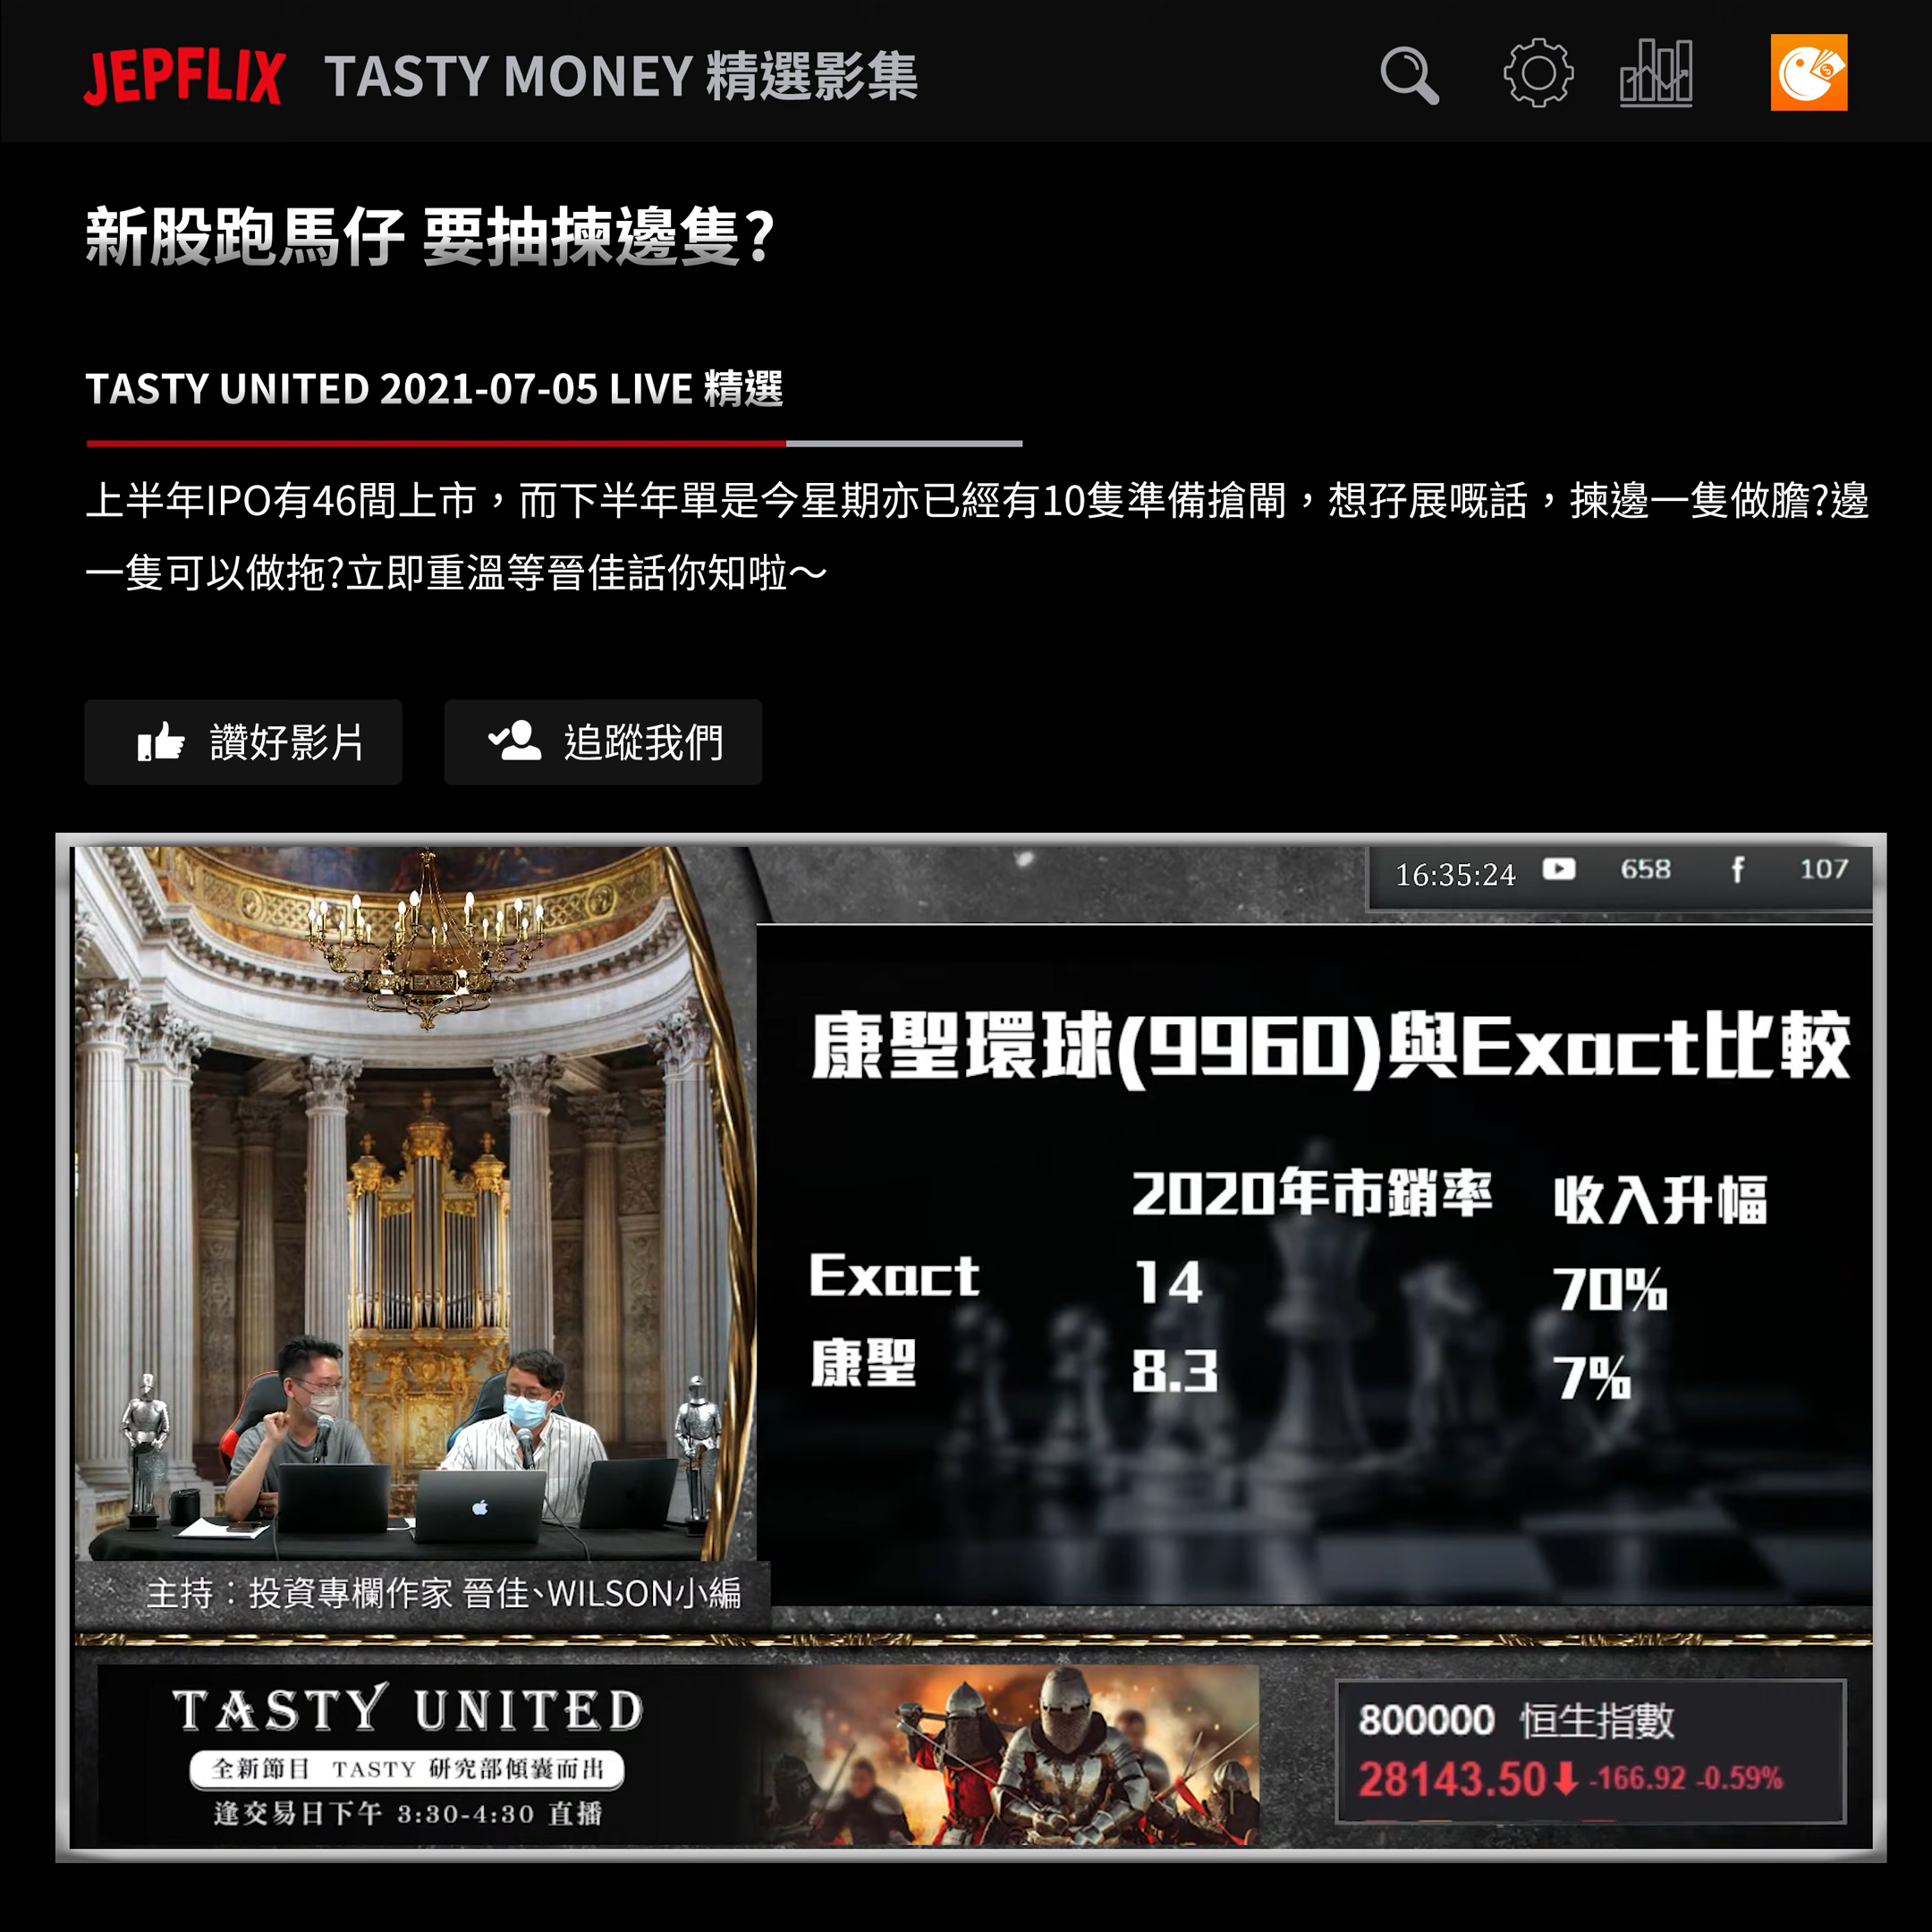 JEPFLIX TASTY MONEY 精選影集
新股跑馬仔 要抽揀邊隻?
TASTY UNITED 2021-07-05 LIVE 精選
上半年IPO有46間上市，而下半年單是今星期亦已經有10隻準備搶閘，想孖展嘅話，揀邊一隻做膽?邊
一隻可以做拖?立即重溫等晉佳話你知啦～
讚好影片 追蹤我們
16:35:24 658 f 107
康聖環球(9960)與Exact比較
2020年市銷率 收入升幅
Exact 14 70%
康聖 8.3 7%
主持：投資專欄作家 晉佳、WILSON小編
TASTY UNITED
全新節目 TASTY 研究部傾囊而出
逢交易日下午 3:30-4:30 直播
800000 恒生指數
28143.50⬇ -166.92 -0.59%